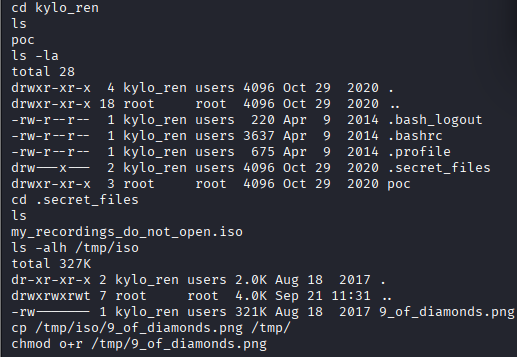 cd kylo_ren
ls
poc
ls -la
total 28
drwxr-xr-x  4 kylo_ren users 4096 Oct 29  2020 .
drwxr-xr-x 18 root     root  4096 Oct 29  2020 ..
-rw-r--r--  1 kylo_ren users  220 Apr  9  2014 .bash_logout
-rw-r--r--  1 kylo_ren users 3637 Apr  9  2014 .bashrc
-rw-r--r--  1 kylo_ren users  675 Apr  9  2014 .profile
drw---x---  2 kylo_ren users 4096 Oct 29  2020 .secret_files
drwxr-xr-x  3 root     root  4096 Oct 29  2020 poc
cd .secret_files
ls
my_recordings_do_not_open.iso
ls -alh /tmp/iso
total 327K
dr-xr-xr-x 2 kylo_ren users 2.0K Aug 18  2017 .
drwxrwxrwt 7 root     root  4.0K Sep 21 11:31 ..
-rw------- 1 kylo_ren users 321K Aug 18  2017 9_of_diamonds.png
cp /tmp/iso/9_of_diamonds.png /tmp/
chmod o+r /tmp/9_of_diamonds.png